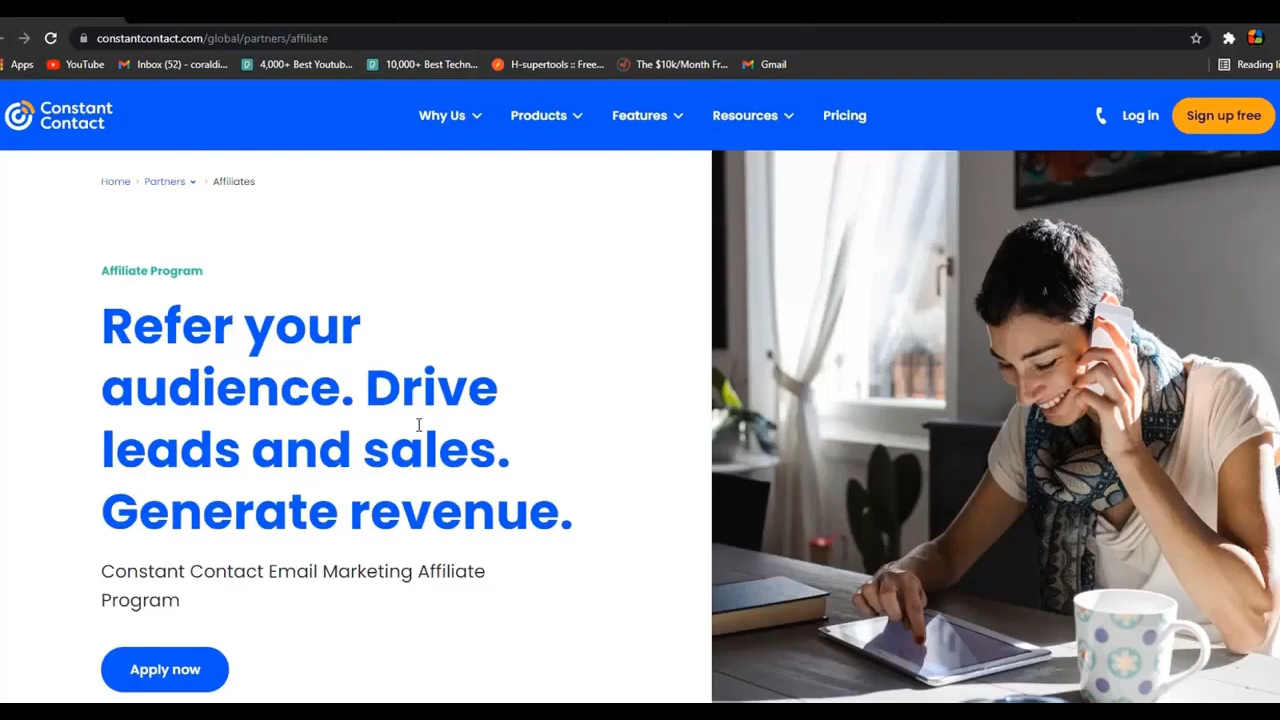 constantcontact.com/global/partners/affiliate
Apps YouTube Inbox (52) - coraldi... 4,000+ Best Youtub... 10,000+ Best Techn... H-supertools :: Free... The $10k/Month Fr... Gmail Reading li
Constant Contact
Why Us Products Features Resources Pricing Log in Sign up free
Home Partners Affiliates
Affiliate Program
Refer your
audience. Drive
leads and sales.
Generate revenue.
Constant Contact Email Marketing Affiliate
Program
Apply now